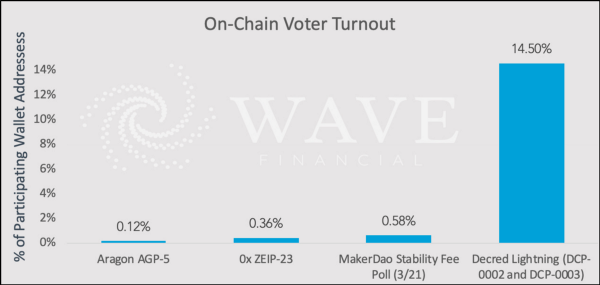 On-Chain Voter Turnout
% of Participating Wallet Addressess
14%
12%
10%
8%
6%
4%
2%
0%
0.12%
0.36%
0.58%
14.50%
WAVE
FINANCIAL
Aragon AGP-5
0x ZEIP-23
MakerDao Stability Fee
Poll (3/21)
Decred Lightning (DCP-
0002 and DCP-0003)